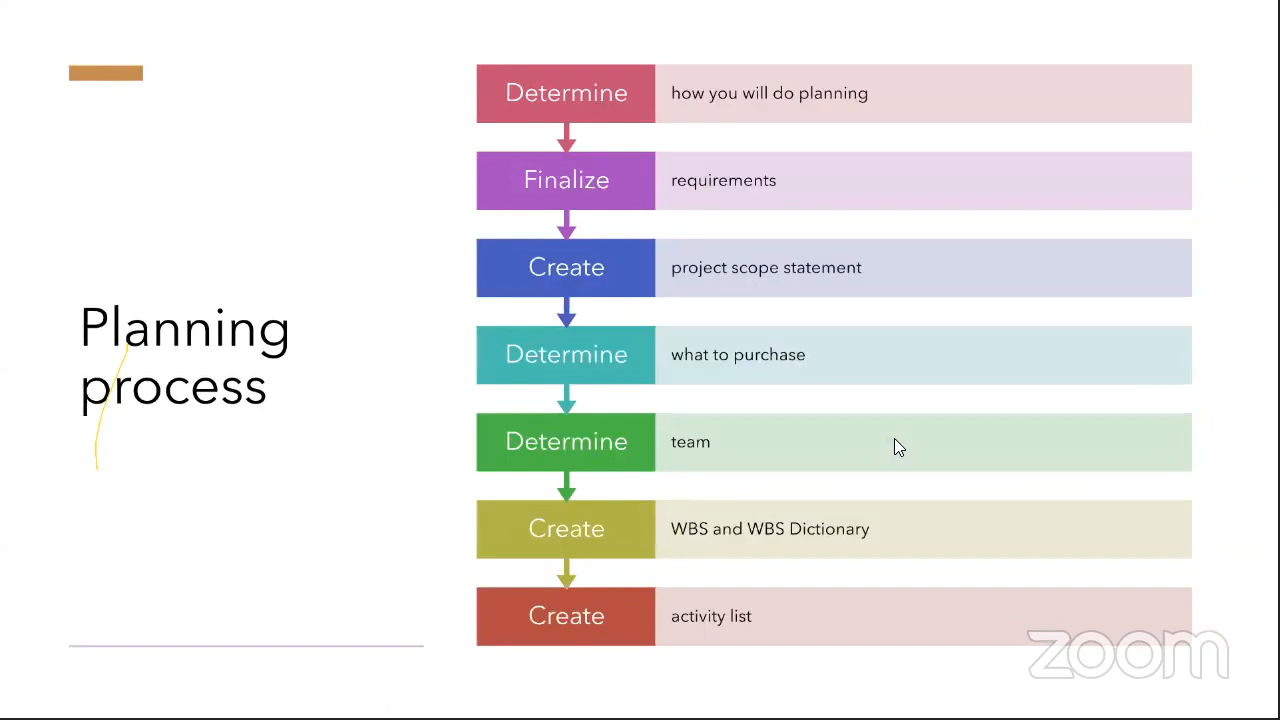 Planning
process
Determine how you will do planning
Finalize requirements
Create project scope statement
Determine what to purchase
Determine team
Create WBS and WBS Dictionary
Create activity list
zoom